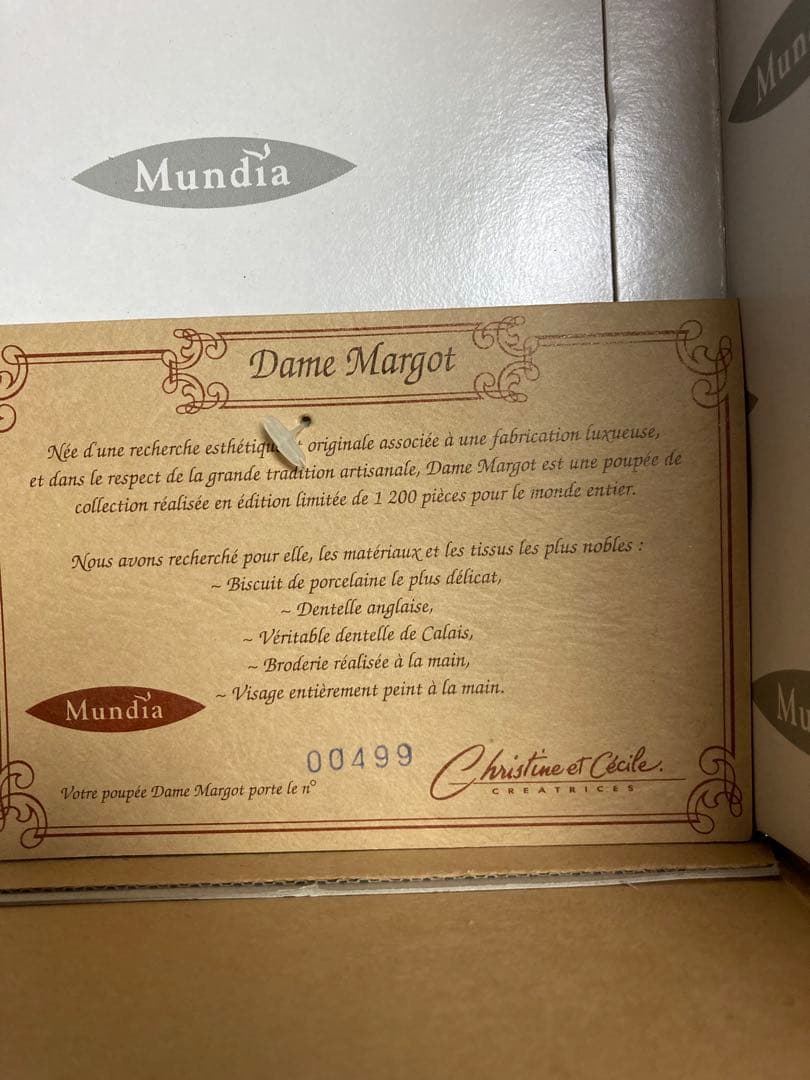 Mundia
Mun
Dame Margot
Née d'une recherche esthétique originale associée à une fabrication luxueuse,
et dans le respect de la grande tradition artisanale, Dame Margot est une poupée de
collection réalisée en édition limitée de 1 200 pièces pour le monde entier.
Nous avons recherché pour elle, les matériaux et les tissus les plus nobles :
~ Biscuit de porcelaine le plus délicat,
~ Dentelle anglaise,
~ Véritable dentelle de Calais,
~ Broderie réalisée à la main,
~ Visage entièrement peint à la main.
Mundia
Mu
00499
Votre poupée Dame Margot porte le n°
Christine et Cécile.
CREATRICES